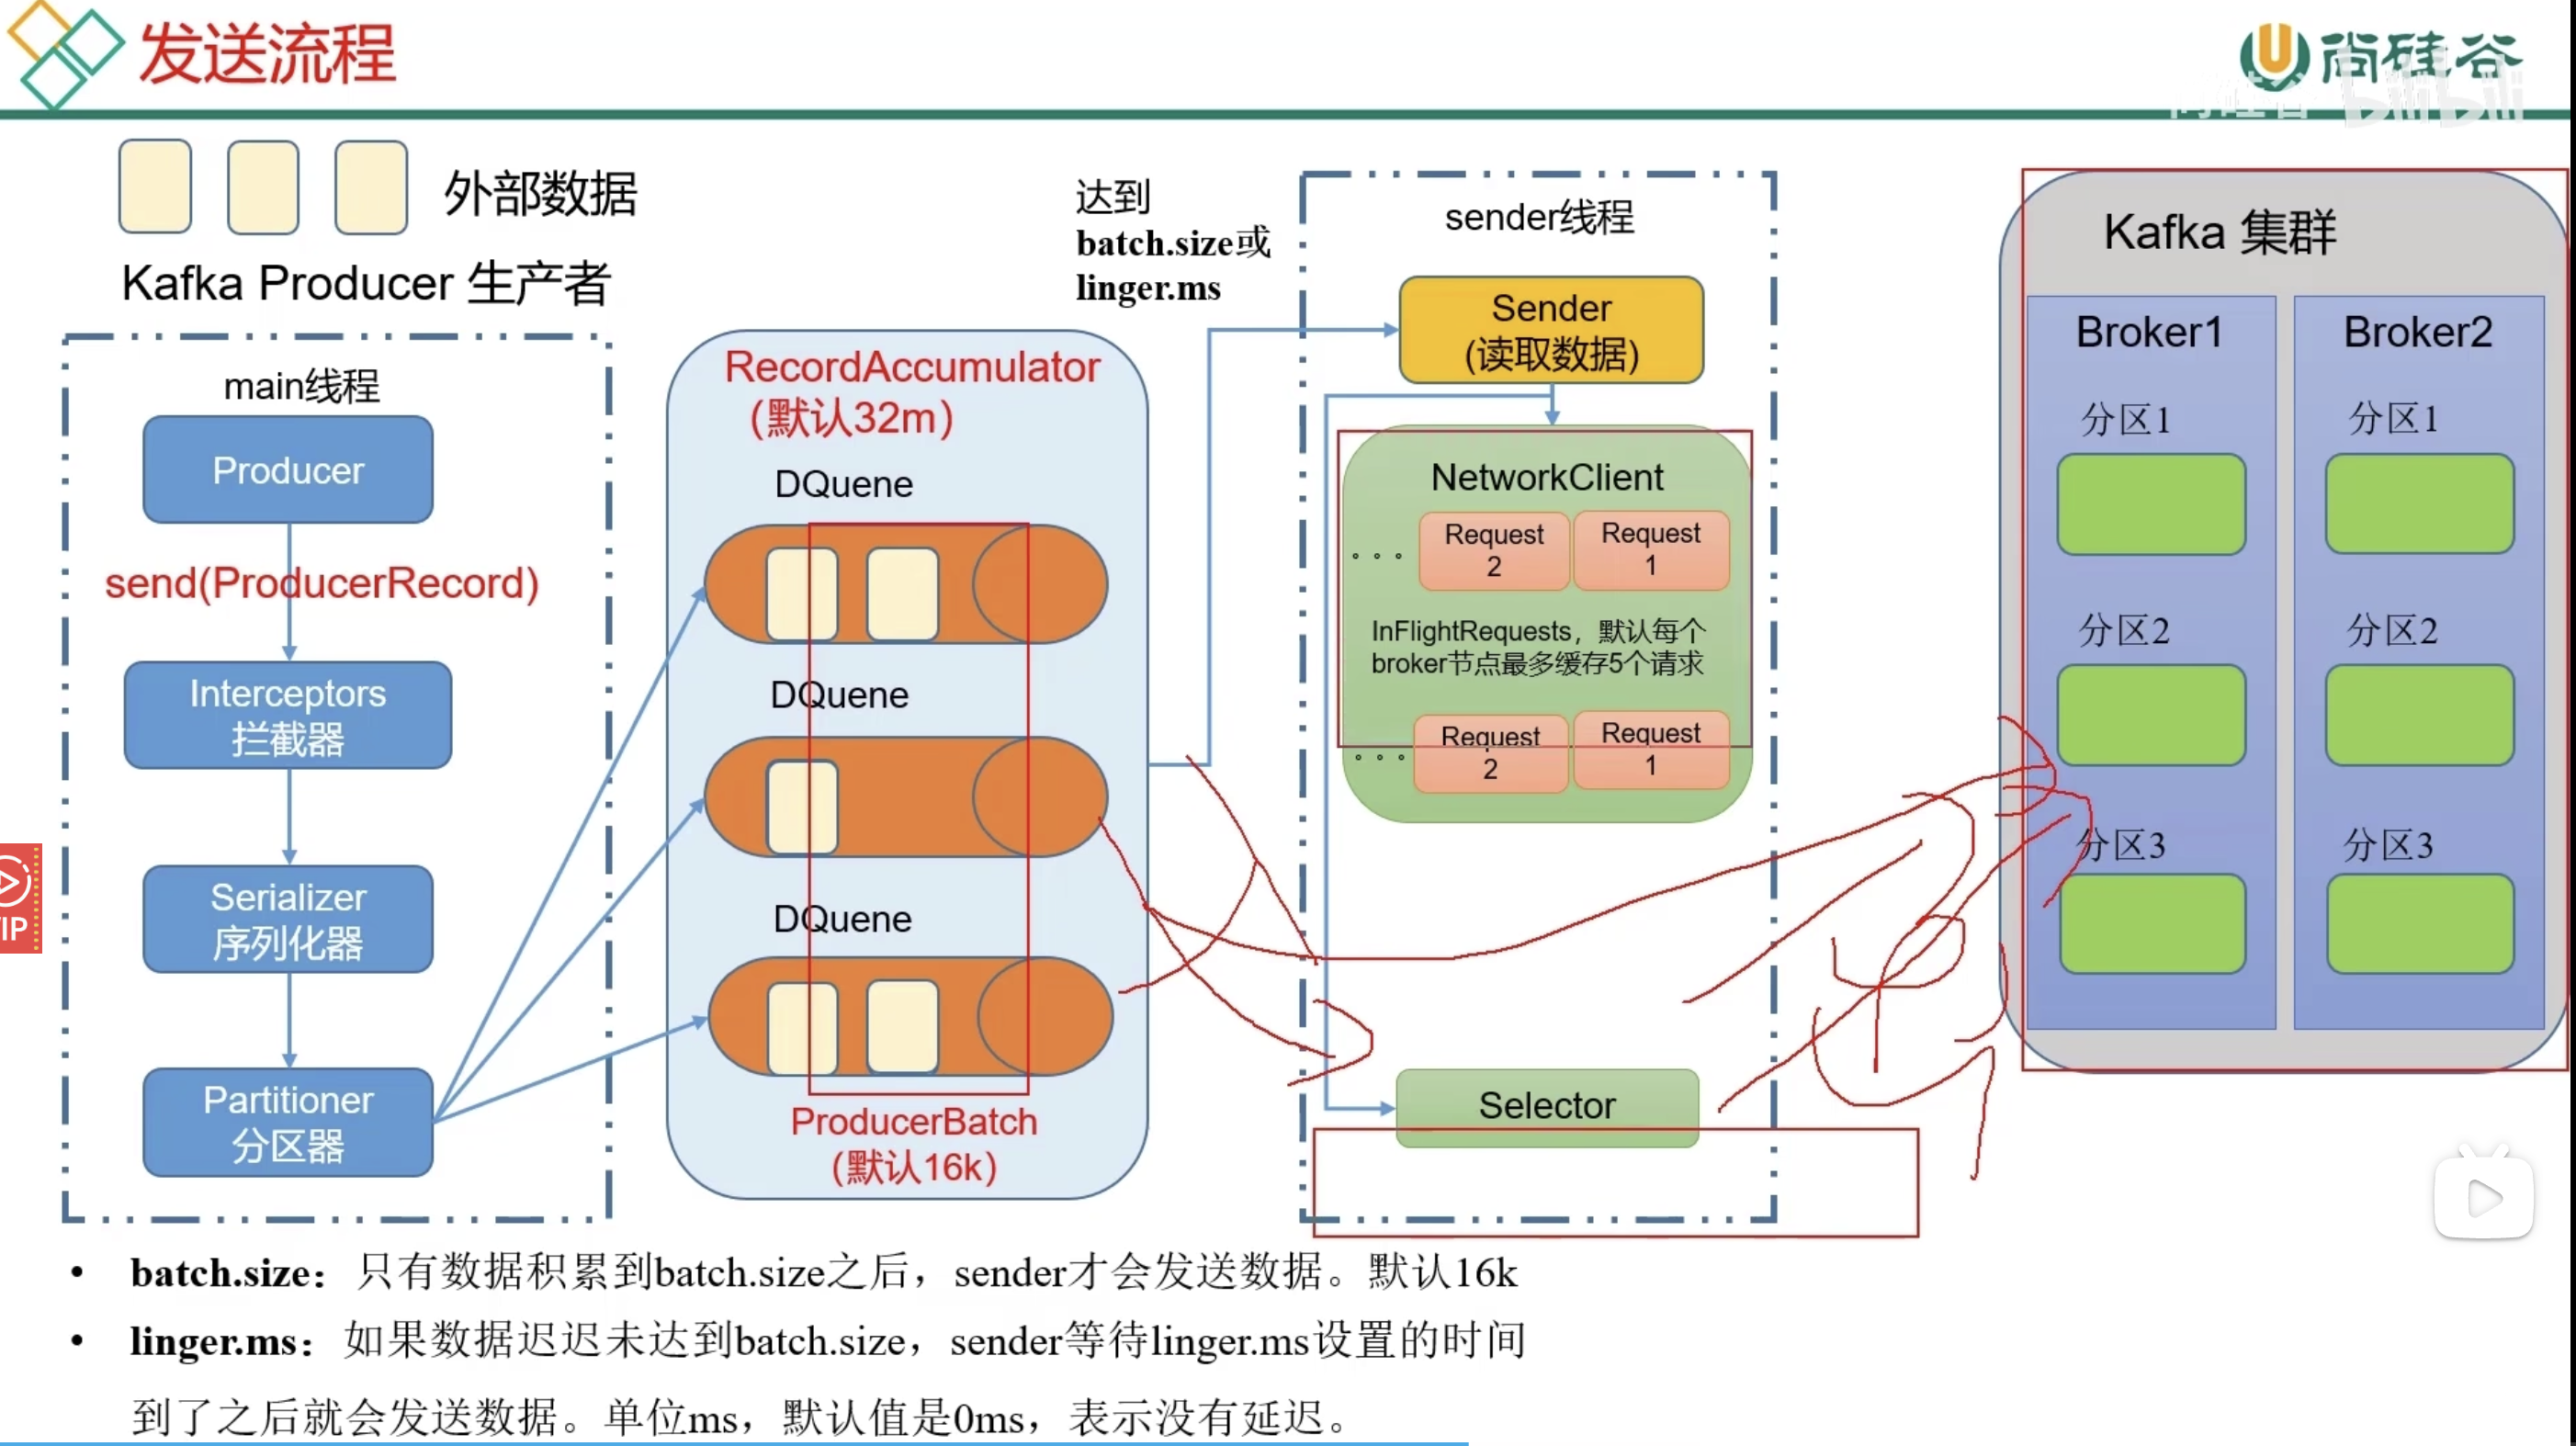 发送流程
尚硅谷
尚硅谷 bilibili
外部数据
Kafka Producer 生产者
main线程
Producer
send(ProducerRecord)
Interceptors
拦截器
Serializer
序列化器
Partitioner
分区器
RecordAccumulator
(默认32m)
DQuene
DQuene
DQuene
ProducerBatch
(默认16k)
达到
batch.size或
linger.ms
sender线程
Sender
(读取数据)
NetworkClient
Request
2
Request
1
InFlightRequests，默认每个
broker节点最多缓存5个请求
Request
2
Request
1
Selector
Kafka 集群
Broker1
分区1
分区2
分区3
Broker2
分区1
分区2
分区3
• batch.size：只有数据积累到batch.size之后，sender才会发送数据。默认16k
• linger.ms：如果数据迟迟未达到batch.size，sender等待linger.ms设置的时间
到了之后就会发送数据。单位ms，默认值是0ms，表示没有延迟。